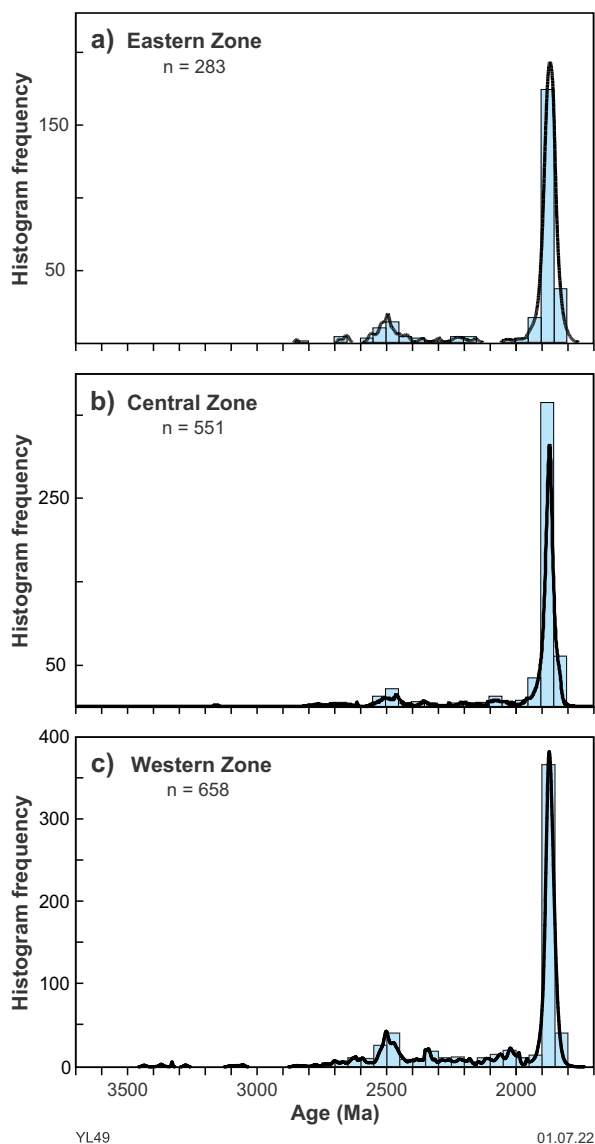 a) Eastern Zone
n = 283
Histogram frequency
150
50
b) Central Zone
n = 551
Histogram frequency
250
50
c) Western Zone
n = 658
Histogram frequency
400
300
200
100
0
3500 3000 2500 2000
Age (Ma)
YL49 01.07.22